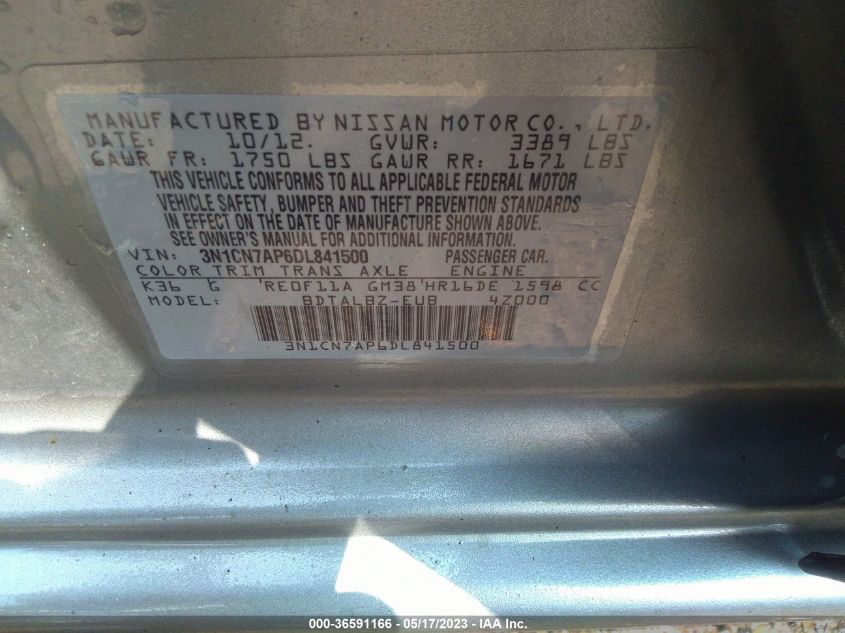 MANUFACTURED BY NISSAN MOTOR CO., LTD.
DATE: 10/12. GVWR: 3389 LBS
GAWR FR: 1750 LBS GAWR RR: 1671 LBS
THIS VEHICLE CONFORMS TO ALL APPLICABLE FEDERAL MOTOR
VEHICLE SAFETY, BUMPER AND THEFT PREVENTION STANDARDS
IN EFFECT ON THE DATE OF MANUFACTURE SHOWN ABOVE.
SEE OWNER'S MANUAL FOR ADDITIONAL INFORMATION.
VIN: 3N1CN7AP6DL841500 PASSENGER CAR.
COLOR TRIM TRANS AXLE ENGINE
K36 G 'RE0F11A GM38'HR16DE 1598 CC
MODEL: BDTALBZ-EUB 4Z000
3N1CN7AP6DL841500
000-36591166 - 05/17/2023 - IAA Inc.